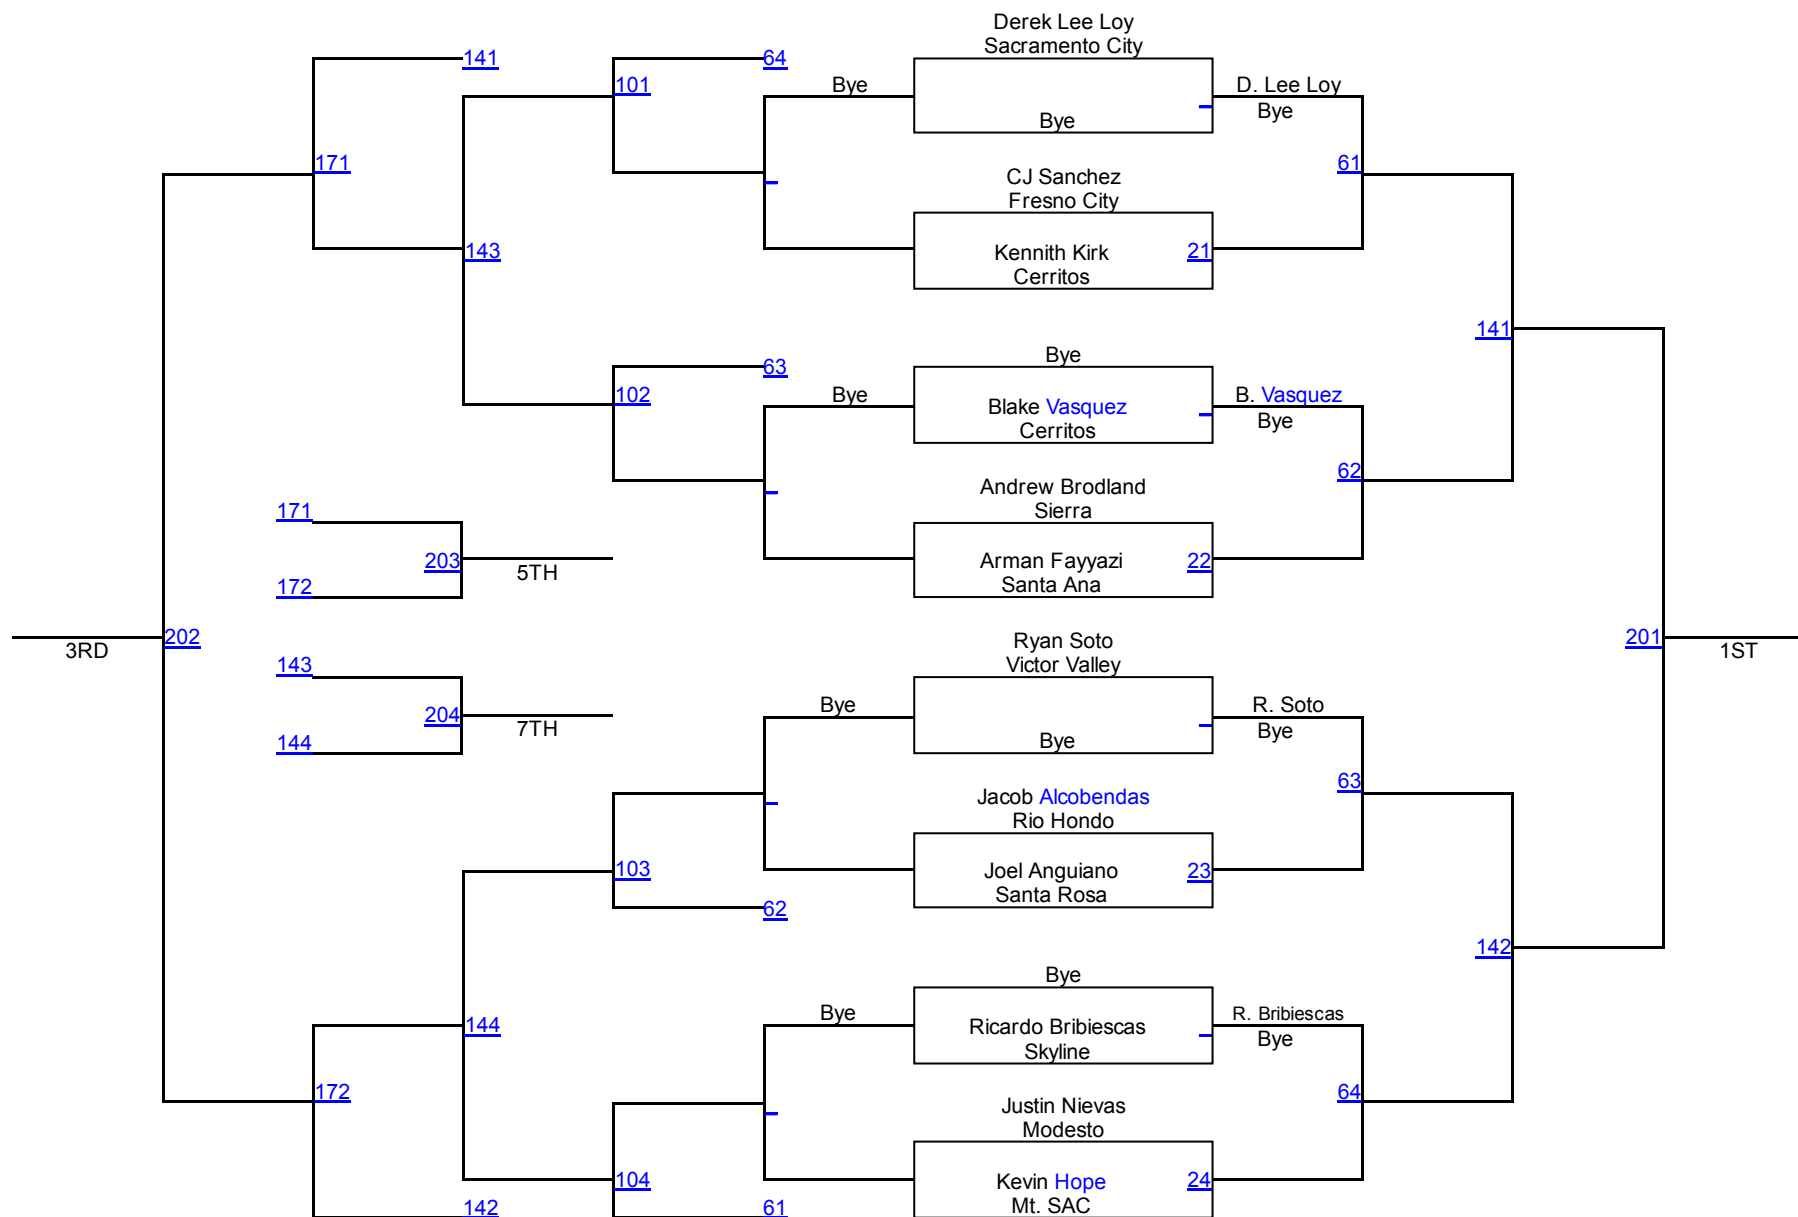 Derek Lee Loy
Sacramento City
141
64
101
Bye
D. Lee Loy
Bye
Bye
171
CJ Sanchez
Fresno City
61
143
Kennith Kirk
Cerritos
21
141
Bye
63
102
Bye
Blake Vasquez
Cerritos
B. Vasquez
Bye
62
Andrew Brodland
Sierra
171
203
5TH
172
Arman Fayyazi
Santa Ana
22
3RD
202
Ryan Soto
Victor Valley
201
1ST
143
204
7TH
144
Bye
R. Soto
Bye
Bye
63
Jacob Alcobendas
Rio Hondo
103
Joel Anguiano
Santa Rosa
23
62
142
Bye
Bye
Ricardo Bribiescas
Skyline
R. Bribiescas
Bye
144
172
64
Justin Nievas
Modesto
104
Kevin Hope
Mt. SAC
24
142
61